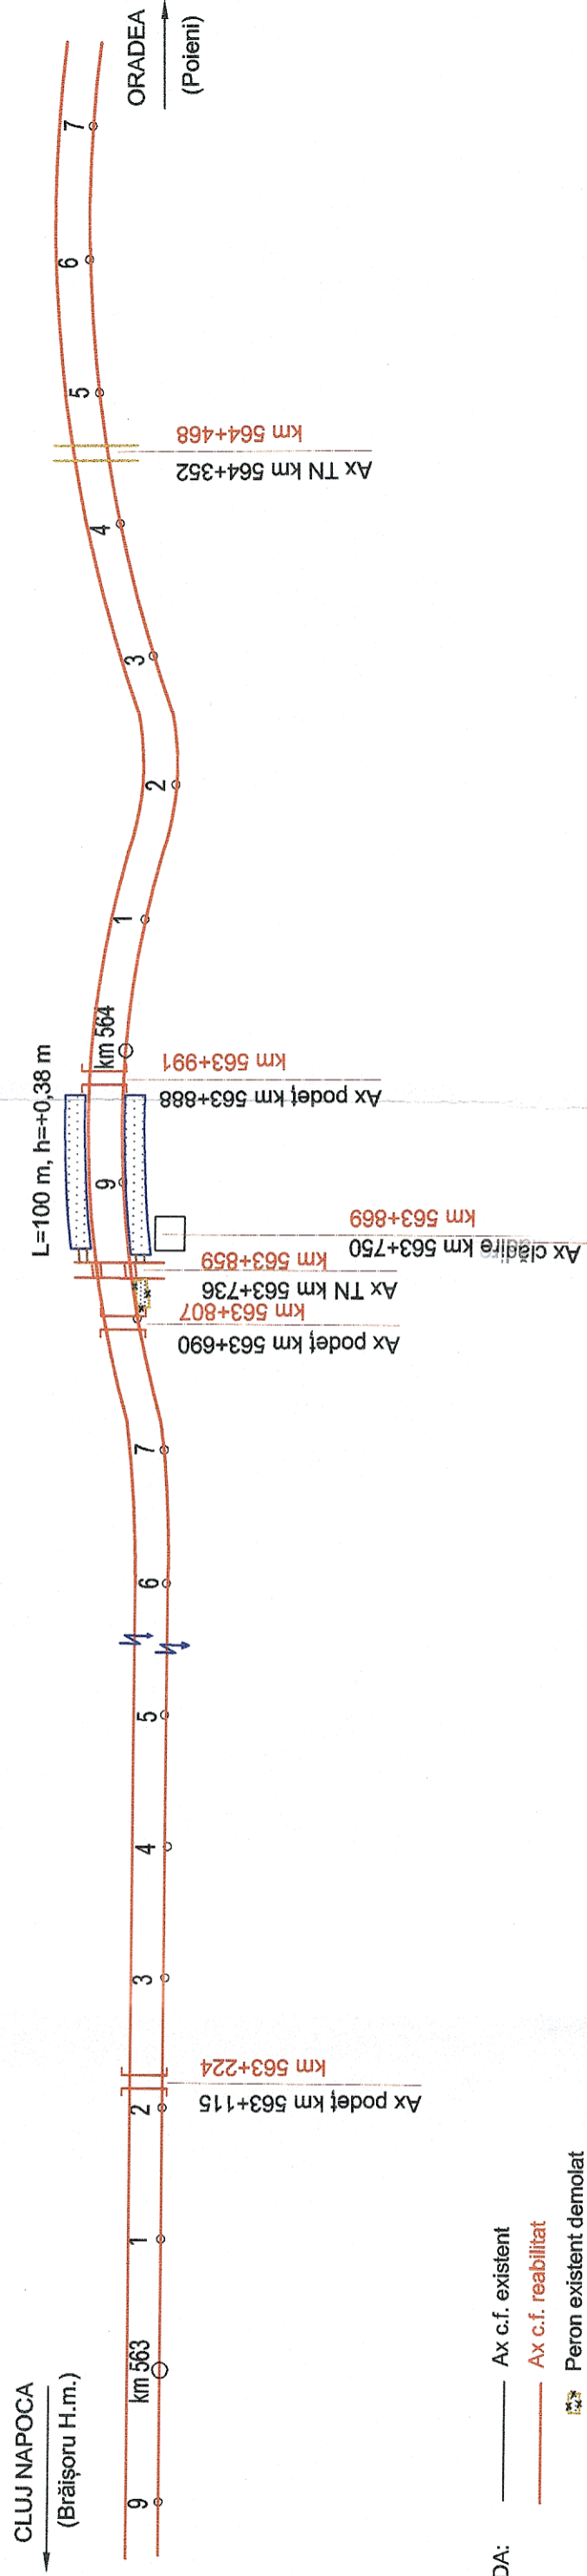 CLUJ NAPOCA
(Brăișoru H.m.)
ORADEA
(Poieni)
L=100 m, h=+0,38 m
9
km 563
1
2
3
4
5
6
7
9
km 564
1
2
3
4
5
6
7
Ax podeț km 563+115
km 563+224
Ax podeț km 563+690
km 563+807
Ax TN km 563+736
km 563+859
Ax clădire km 563+750
km 563+869
Ax podeț km 563+888
km 563+991
Ax TN km 564+352
km 564+468
DA:
Ax c.f. existent
Ax c.f. reabilitat
Peron existent demolat